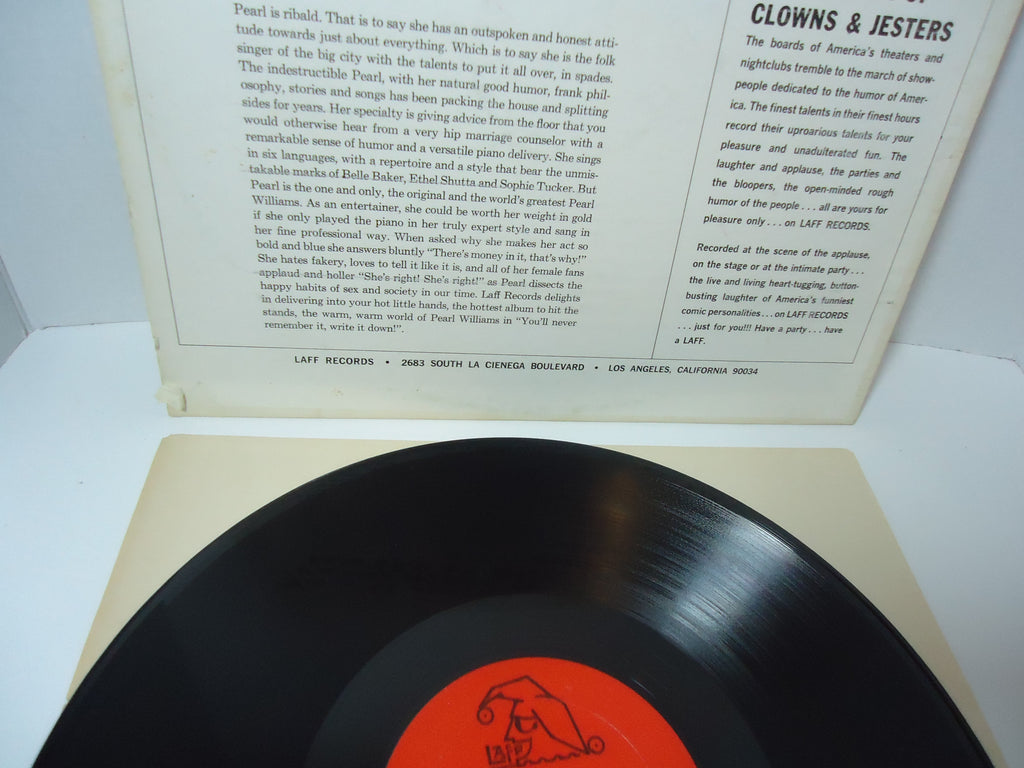 Pearl is ribald. That is to say she has an outspoken and honest atti-
tude towards just about everything. Which is to say she is the folk
singer of the big city with the talents to put it all over, in spades.
The indestructible Pearl, with her natural good humor, frank phil-
osophy, stories and songs has been packing the house and splitting
sides for years. Her specialty is giving advice from the floor that you
would otherwise hear from a very hip marriage counselor with a
remarkable sense of humor and a versatile piano delivery. She sings
in six languages, with a repertoire and a style that bear the unmis-
takable marks of Belle Baker, Ethel Shutta and Sophie Tucker. But
Pearl is the one and only, the original and the world's greatest Pearl
Williams. As an entertainer, she could be worth her weight in gold
if she only played the piano in her truly expert style and sang in
her fine professional way. When asked why she makes her act so
bold and blue she answers bluntly "There's money in it, that's why!"
She hates fakery, loves to tell it like it is, and all of her female fans
applaud and holler "She's right! She's right!" as Pearl dissects the
happy habits of sex and society in our time. Laff Records delights
in delivering into your hot little hands, the hottest album to hit the
stands, the warm, warm world of Pearl Williams in "You'll never
remember it, write it down!".
CLOWNS & JESTERS
The boards of America's theaters and
nightclubs tremble to the march of show-
people dedicated to the humor of Amer-
ica. The finest talents in their finest hours
record their uproarious talents for your
pleasure and unadulterated fun. The
laughter and applause, the parties and
the bloopers, the open-minded rough
humor of the people . . . all are yours for
pleasure only . . . on LAFF RECORDS.
Recorded at the scene of the applause,
on the stage or at the intimate party . . .
the live and living heart-tugging, button-
busting laughter of America's funniest
comic personalities . . . on LAFF RECORDS
. . . just for you!!! Have a party . . . have
a LAFF.
LAFF RECORDS • 2683 SOUTH LA CIENEGA BOULEVARD • LOS ANGELES, CALIFORNIA 90034
laff